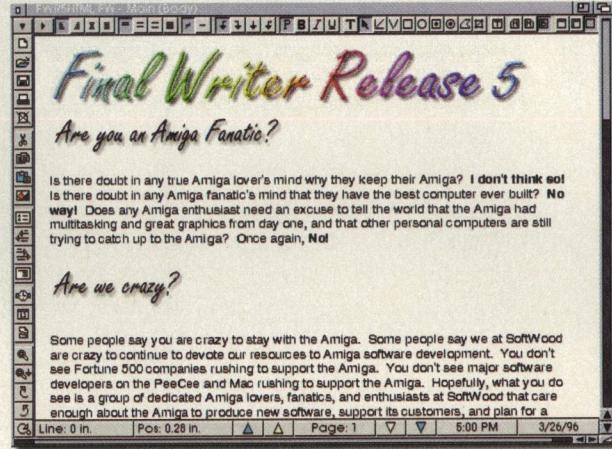 FWR5HTML.FW - Main (Body)
P B I U T
Final Writer Release 5
Are you an Amiga Fanatic?
Is there doubt in any true Amiga lover's mind why they keep their Amiga? I don't think so!
Is there doubt in any Amiga fanatic's mind that they have the best computer ever built? No
way! Does any Amiga enthusiast need an excuse to tell the world that the Amiga had
multitasking and great graphics from day one, and that other personal computers are still
trying to catch up to the Amiga? Once again, No!
Are we crazy?
Some people say you are crazy to stay with the Amiga. Some people say we at SoftWood
are crazy to continue to devote our resources to Amiga software development. You don't
see Fortune 500 companies rushing to support the Amiga. You don't see major software
developers on the PeeCee and Mac rushing to support the Amiga. Hopefully, what you do
see is a group of dedicated Amiga lovers, fanatics, and enthusiasts at SoftWood that care
enough about the Amiga to produce new software, support its customers, and plan for a
Line: 0 in. Pos: 0.28 in. Page: 1 5:00 PM 3/26/96